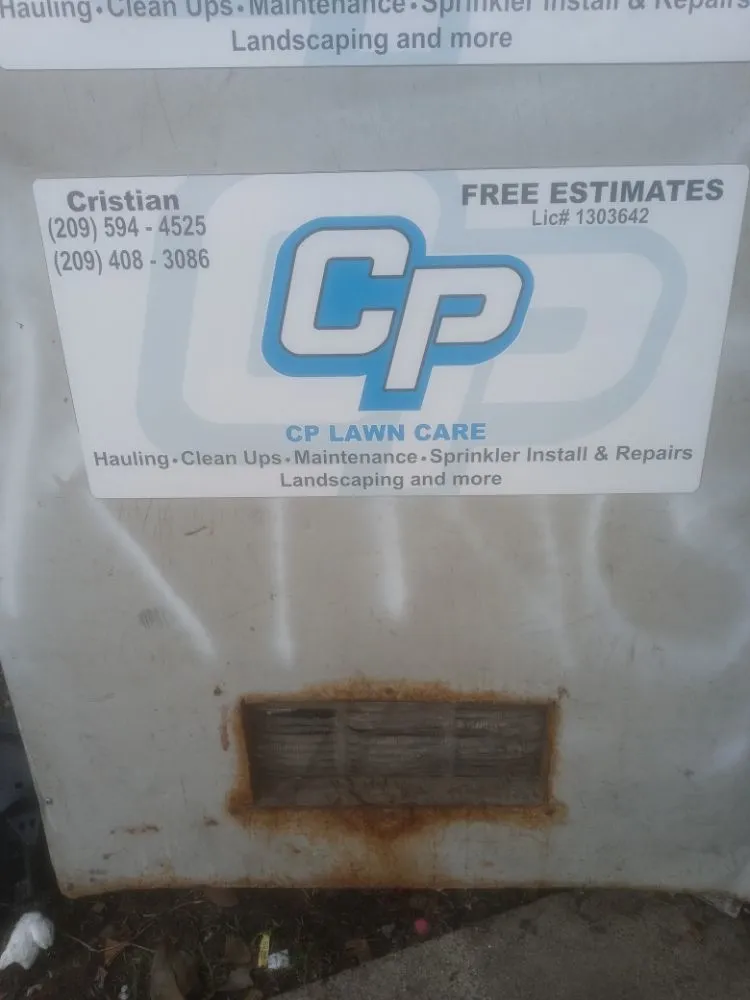 Hauling • Clean Ups • Maintenance • Sprinkler Install & Repairs
Landscaping and more
Cristian
(209) 594 - 4525
(209) 408 - 3086
FREE ESTIMATES
Lic# 1303642
CP
CP LAWN CARE
Hauling • Clean Ups • Maintenance • Sprinkler Install & Repairs
Landscaping and more